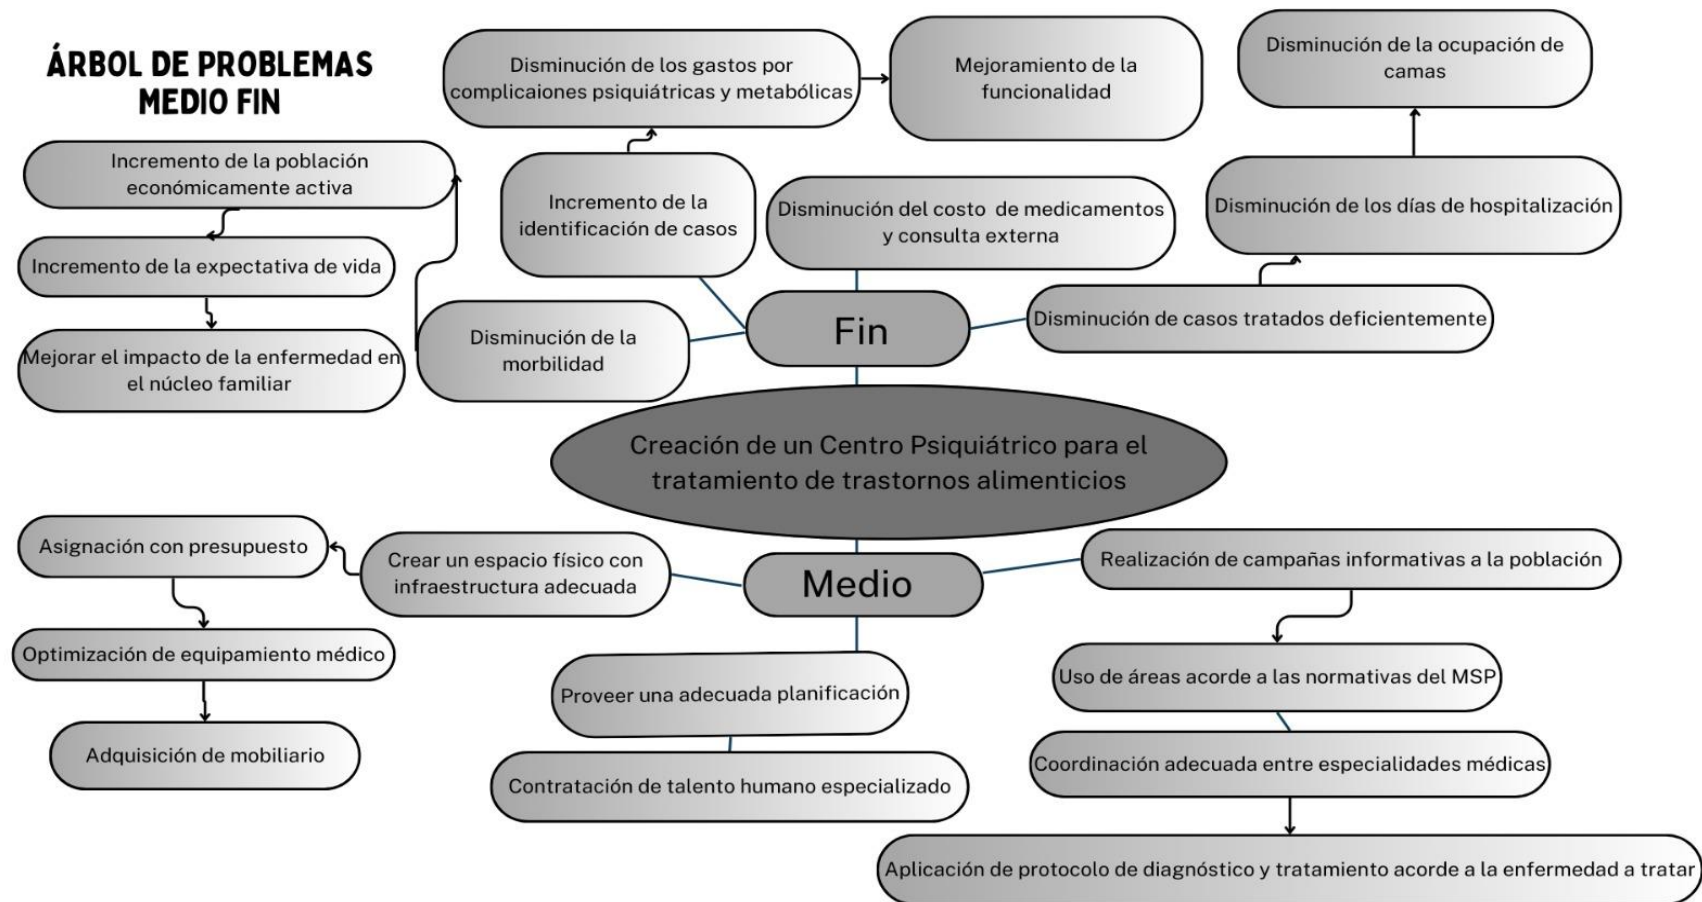 ÁRBOL DE PROBLEMAS
MEDIO FIN
Disminución de los gastos por
complicaiones psiquiátricas y metabólicas
Mejoramiento de la
funcionalidad
Disminución de la ocupación de
camas
Incremento de la población
económicamente activa
Incremento de la
identificación de casos
Disminución del costo de medicamentos
y consulta externa
Disminución de los días de hospitalización
Incremento de la expectativa de vida
Disminución de la
morbilidad
Fin
Disminución de casos tratados deficientemente
Mejorar el impacto de la enfermedad en
el núcleo familiar
Creación de un Centro Psiquiátrico para el
tratamiento de trastornos alimenticios
Asignación con presupuesto
Crear un espacio físico con
infraestructura adecuada
Medio
Realización de campañas informativas a la población
Optimización de equipamiento médico
Proveer una adecuada planificación
Uso de áreas acorde a las normativas del MSP
Adquisición de mobiliario
Contratación de talento humano especializado
Coordinación adecuada entre especialidades médicas
Aplicación de protocolo de diagnóstico y tratamiento acorde a la enfermedad a tratar